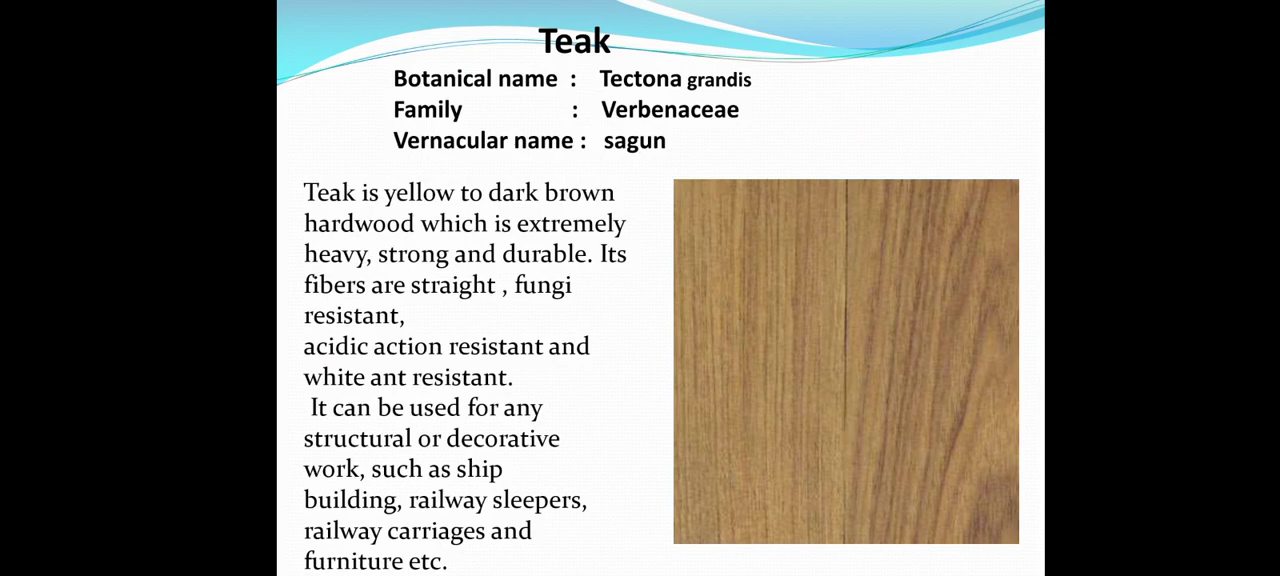 Teak
Botanical name : Tectona grandis
Family : Verbenaceae
Vernacular name : sagun
Teak is yellow to dark brown
hardwood which is extremely
heavy, strong and durable. Its
fibers are straight , fungi
resistant,
acidic action resistant and
white ant resistant.
It can be used for any
structural or decorative
work, such as ship
building, railway sleepers,
railway carriages and
furniture etc.